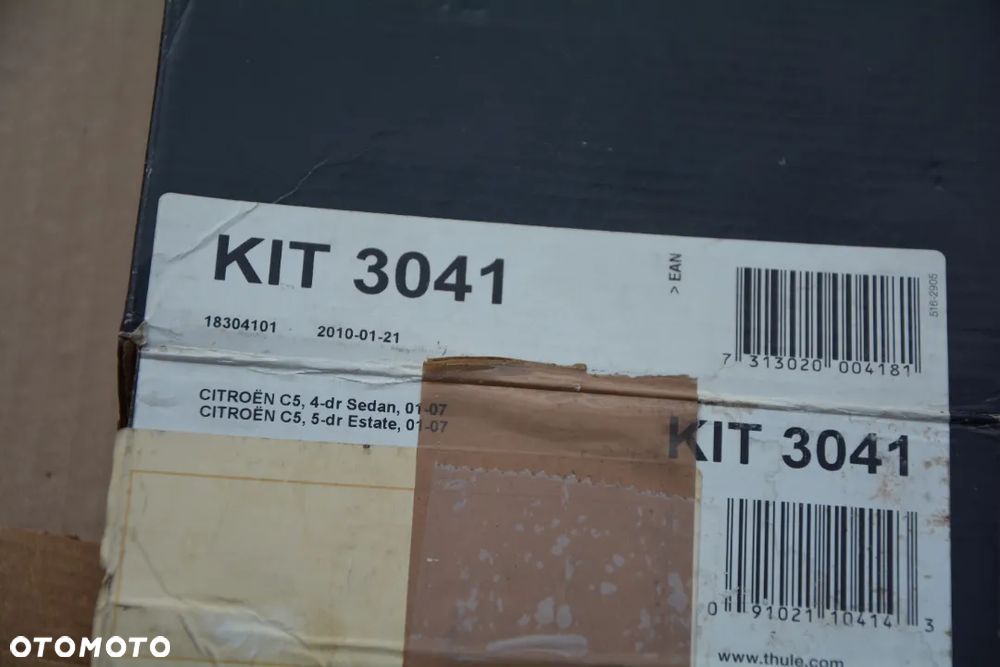 KIT 3041
> EAN
516-2905
7 313020 004181
18304101 2010-01-21
CITROËN C5, 4-dr Sedan, 01-07
CITROËN C5, 5-dr Estate, 01-07
KIT 3041
0 91021 10414 3
www.thule.com
OTOMOTO